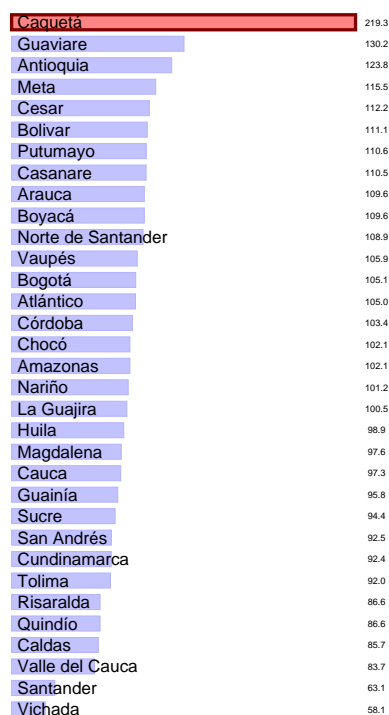 Caquetá 219.3
Guaviare 130.2
Antioquia 123.8
Meta 115.5
Cesar 112.2
Bolivar 111.1
Putumayo 110.6
Casanare 110.5
Arauca 109.6
Boyacá 109.6
Norte de Santander 108.9
Vaupés 105.9
Bogotá 105.1
Atlántico 105.0
Córdoba 103.4
Chocó 102.1
Amazonas 102.1
Nariño 101.2
La Guajira 100.5
Huila 98.9
Magdalena 97.6
Cauca 97.3
Guainía 95.8
Sucre 94.4
San Andrés 92.5
Cundinamarca 92.4
Tolima 92.0
Risaralda 86.6
Quindío 86.6
Caldas 85.7
Valle del Cauca 83.7
Santander 63.1
Vichada 58.1